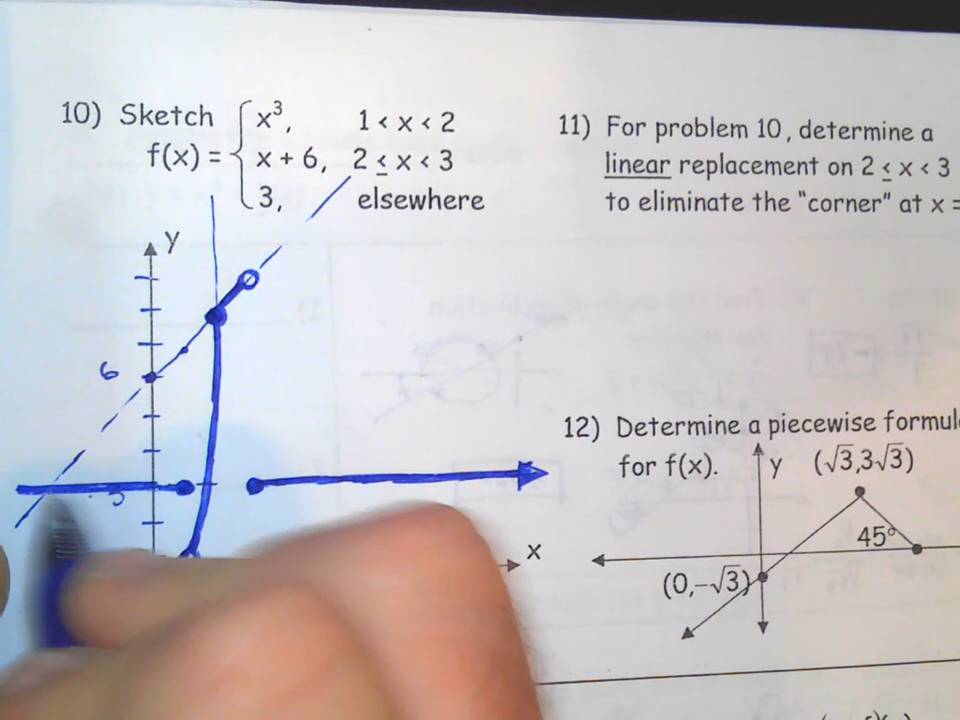 10) Sketch
f(x) = { x³, 1 < x < 2
x + 6, 2 ≤ x < 3
3, elsewhere
y
6
3
x
11) For problem 10, determine a
linear replacement on 2 ≤ x < 3
to eliminate the "corner" at x =
12) Determine a piecewise
for f(x).
y
(√3,3√3)
45°
(0,-√3)